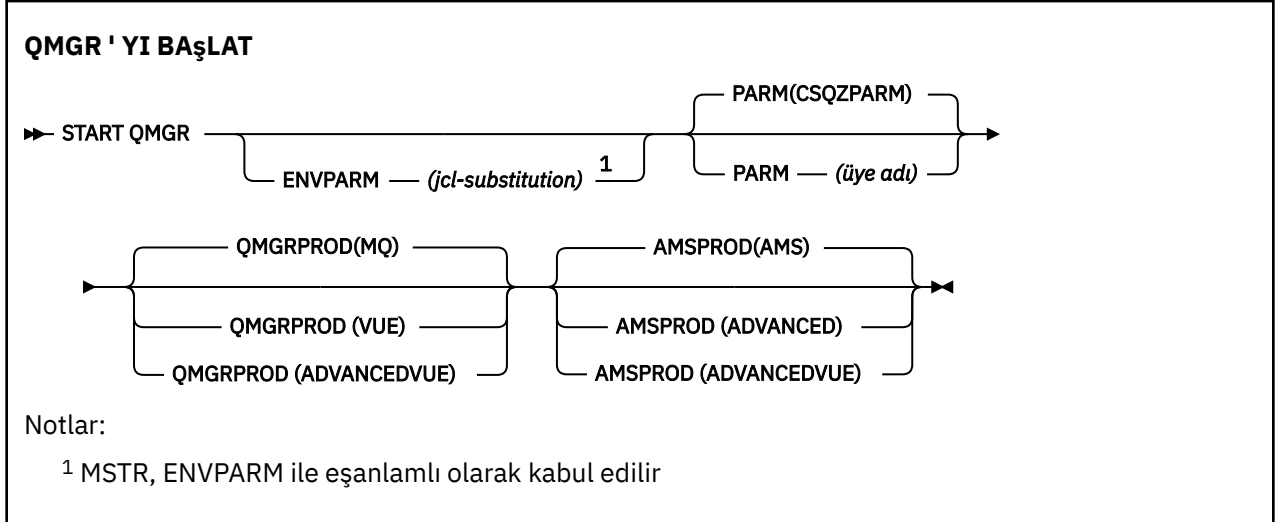 QMGR ' YI BAşLAT
PARM(CSQZPARM)
START QMGR
ENVPARM (jcl-substitution) 1
PARM (üye adı)
QMGRPROD(MQ) AMSPROD(AMS)
QMGRPROD (VUE) AMSPROD (ADVANCED)
QMGRPROD (ADVANCEDVUE) AMSPROD (ADVANCEDVUE)
Notlar:
1 MSTR, ENVPARM ile eşanlamlı olarak kabul edilir